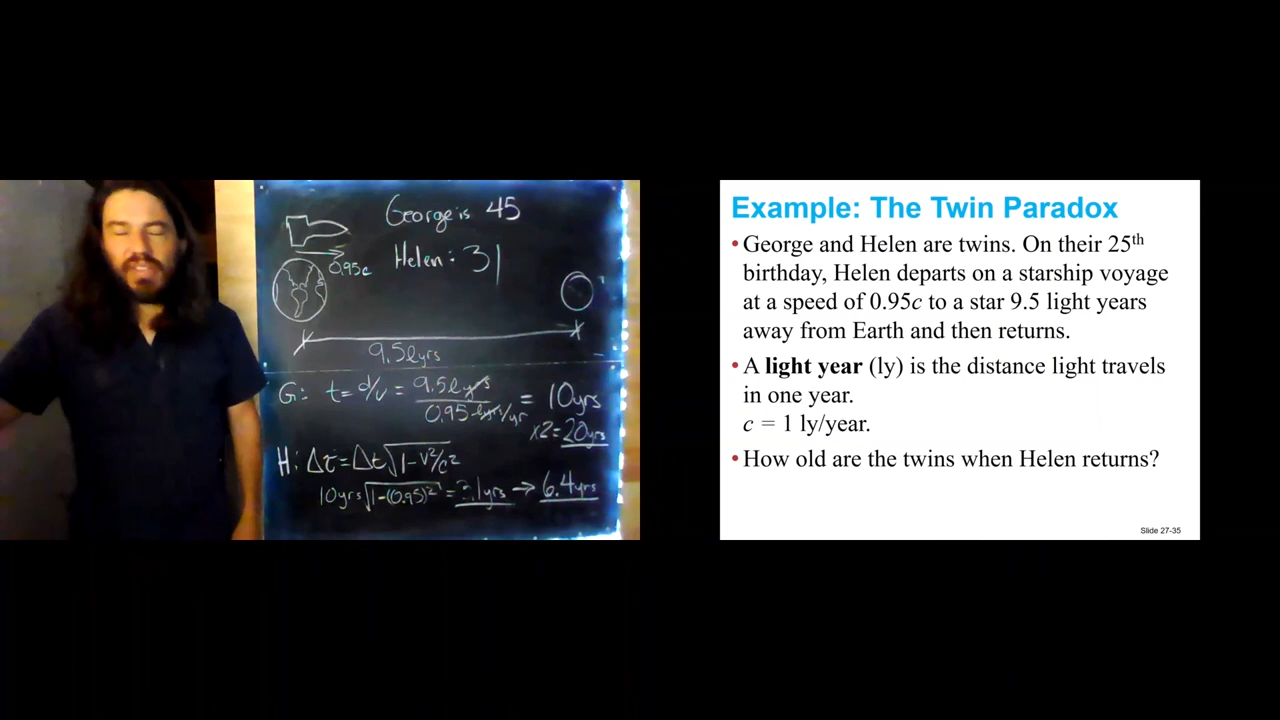 George is 45
Helen: 31
0.95c
9.5lyrs
G: t=d/v = 9.5lyrs / 0.95 lyrs/yr = 10yrs
x2=20yrs
H: Δτ=Δt√1-v²/c²
10yrs√1-(0.95)² = 3.1yrs → 6.4yrs
Example: The Twin Paradox
•George and Helen are twins. On their 25th
birthday, Helen departs on a starship voyage
at a speed of 0.95c to a star 9.5 light years
away from Earth and then returns.
•A light year (ly) is the distance light travels
in one year.
c = 1 ly/year.
•How old are the twins when Helen returns?
Slide 27-35